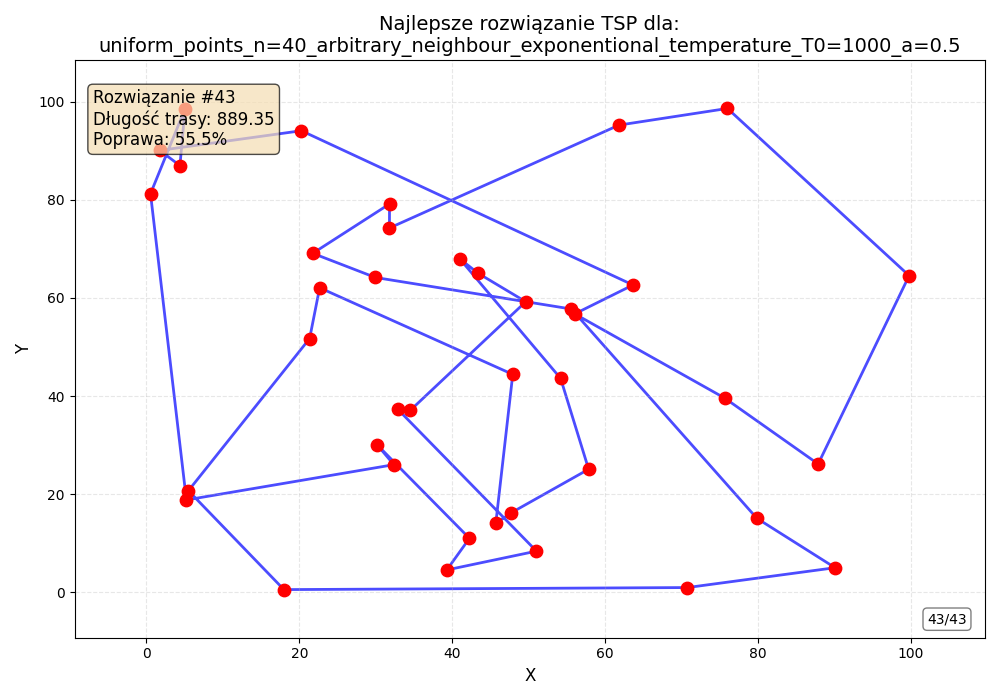 Najlepsze rozwiązanie TSP dla:
uniform_points_n=40_arbitrary_neighbour_exponential_temperature_T0=1000_a=0.5
Rozwiązanie #43
Długość trasy: 889.35
Poprawa: 55.5%
100
80
60
40
20
0
Y
43/43
0 20 40 60 80 100
X